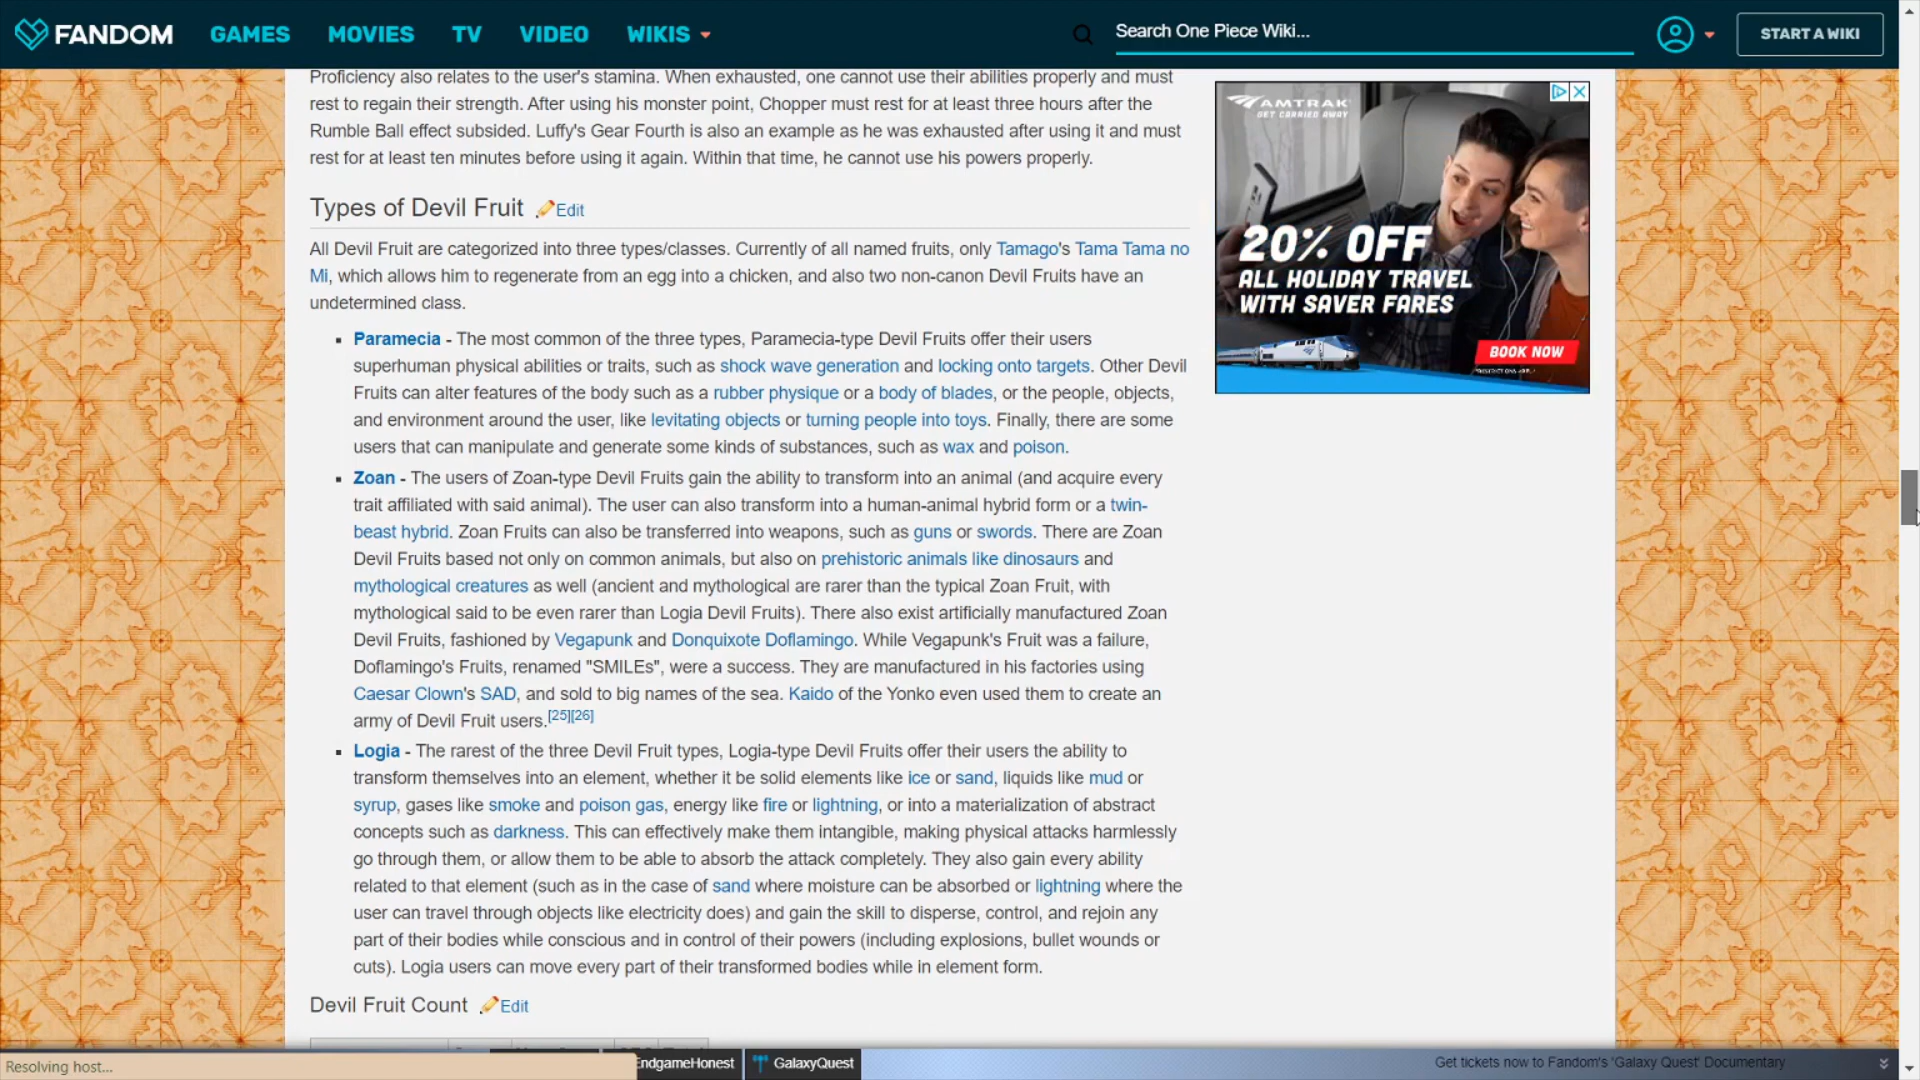 FANDOM GAMES MOVIES TV VIDEO WIKIS Search One Piece Wiki... START A WIKI
Proficiency also relates to the user's stamina. When exhausted, one cannot use their abilities properly and must
rest to regain their strength. After using his monster point, Chopper must rest for at least three hours after the
Rumble Ball effect subsided. Luffy's Gear Fourth is also an example as he was exhausted after using it and must
rest for at least ten minutes before using it again. Within that time, he cannot use his powers properly.
Types of Devil Fruit Edit
All Devil Fruit are categorized into three types/classes. Currently of all named fruits, only Tamago's Tama Tama no
Mi, which allows him to regenerate from an egg into a chicken, and also two non-canon Devil Fruits have an
undetermined class.
Paramecia - The most common of the three types, Paramecia-type Devil Fruits offer their users
superhuman physical abilities or traits, such as shock wave generation and locking onto targets. Other Devil
Fruits can alter features of the body such as a rubber physique or a body of blades, or the people, objects,
and environment around the user, like levitating objects or turning people into toys. Finally, there are some
users that can manipulate and generate some kinds of substances, such as wax and poison.
Zoan - The users of Zoan-type Devil Fruits gain the ability to transform into an animal (and acquire every
trait affiliated with said animal). The user can also transform into a human-animal hybrid form or a twin-
beast hybrid. Zoan Fruits can also be transferred into weapons, such as guns or swords. There are Zoan
Devil Fruits based not only on common animals, but also on prehistoric animals like dinosaurs and
mythological creatures as well (ancient and mythological are rarer than the typical Zoan Fruit, with
mythological said to be even rarer than Logia Devil Fruits). There also exist artificially manufactured Zoan
Devil Fruits, fashioned by Vegapunk and Donquixote Doflamingo. While Vegapunk's Fruit was a failure,
Doflamingo's Fruits, renamed "SMILEs", were a success. They are manufactured in his factories using
Caesar Clown's SAD, and sold to big names of the sea. Kaido of the Yonko even used them to create an
army of Devil Fruit users.[25][26]
Logia - The rarest of the three Devil Fruit types, Logia-type Devil Fruits offer their users the ability to
transform themselves into an element, whether it be solid elements like ice or sand, liquids like mud or
syrup, gases like smoke and poison gas, energy like fire or lightning, or into a materialization of abstract
concepts such as darkness. This can effectively make them intangible, making physical attacks harmlessly
go through them, or allow them to be able to absorb the attack completely. They also gain every ability
related to that element (such as in the case of sand where moisture can be absorbed or lightning where the
user can travel through objects like electricity does) and gain the skill to disperse, control, and rejoin any
part of their bodies while conscious and in control of their powers (including explosions, bullet wounds or
cuts). Logia users can move every part of their transformed bodies while in element form.
Devil Fruit Count Edit
AMTRAK
GET CARRIED AWAY
20% OFF
ALL HOLIDAY TRAVEL
WITH SAVER FARES
BOOK NOW
Resolving host... EndgameHonest GalaxyQuest Get tickets now to Fandom's 'Galaxy Quest' Documentary